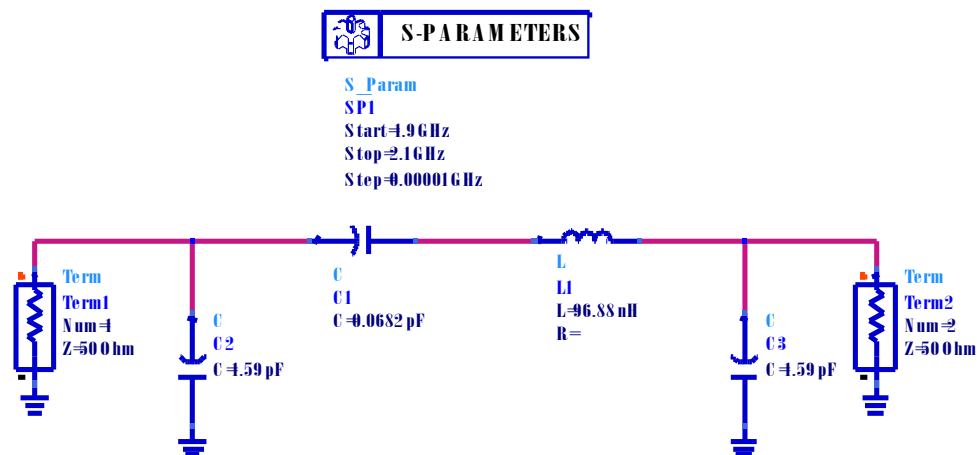 S-PARAMETERS
S_Param
SP1
Start=1.9 GHz
Stop=2.1 GHz
Step=0.00001 GHz
Term
Term1
Num=1
Z=50 Ohm
C
C2
C=1.59 pF
C
C1
C=0.0682 pF
L
L1
L=96.88 nH
R=
C
C3
C=1.59 pF
Term
Term2
Num=2
Z=50 Ohm